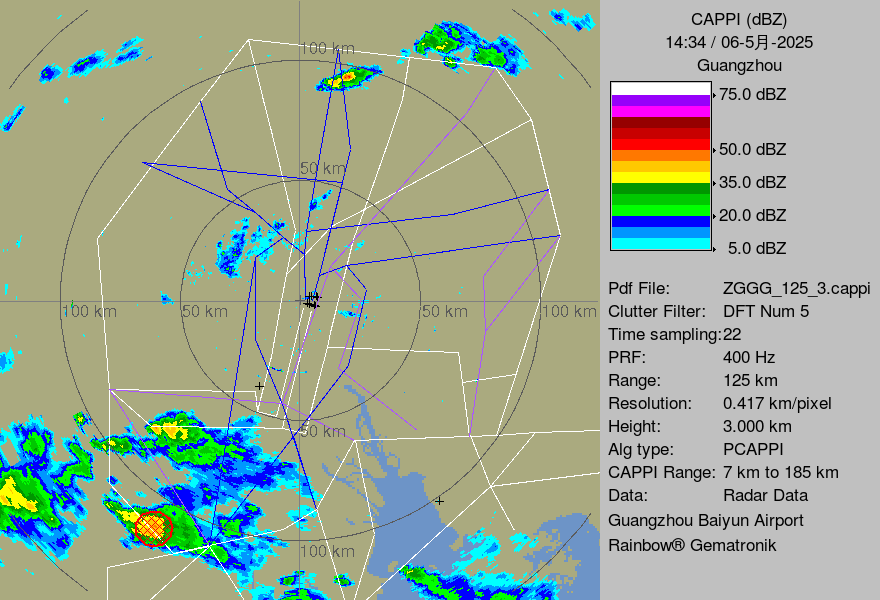 CAPPI (dBZ)
14:34 / 06-5月-2025
Guangzhou
75.0 dBZ
50.0 dBZ
35.0 dBZ
20.0 dBZ
5.0 dBZ
Pdf File: ZGGG_125_3.cappi
Clutter Filter: DFT Num 5
Time sampling:22
PRF: 400 Hz
Range: 125 km
Resolution: 0.417 km/pixel
Height: 3.000 km
Alg type: PCAPPI
CAPPI Range: 7 km to 185 km
Data: Radar Data
Guangzhou Baiyun Airport
Rainbow® Gematronik
100 km
50 km
100 km
50 km
50 km
100 km
50 km
100 km